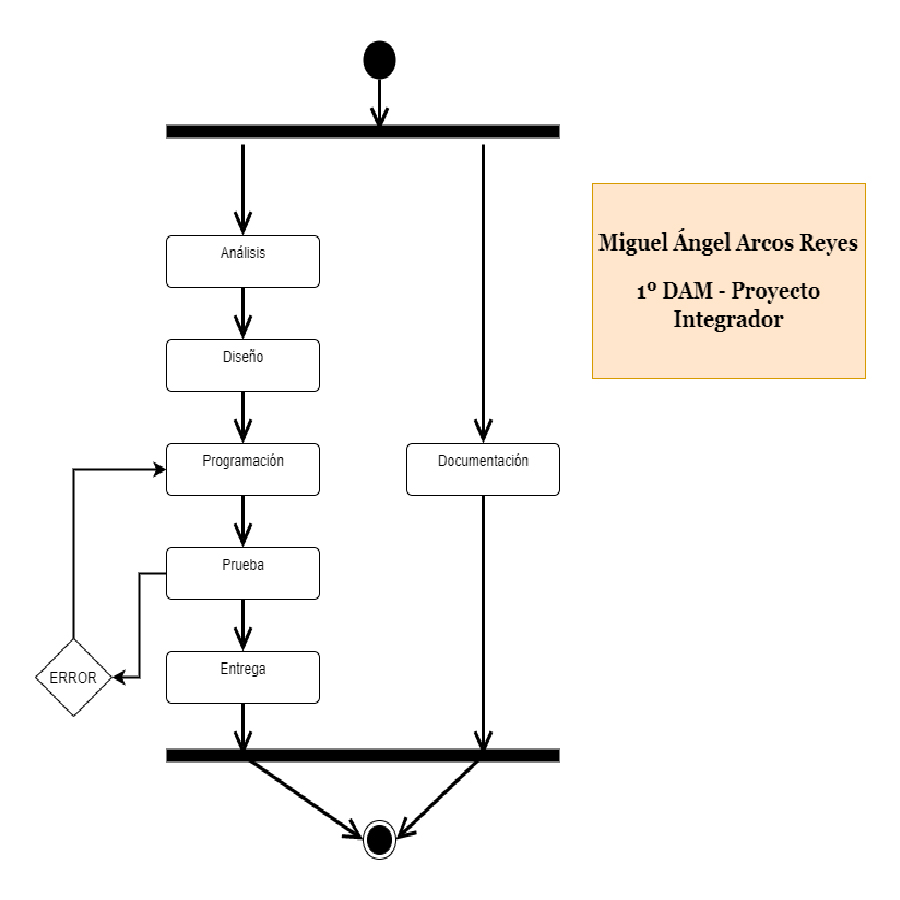 Análisis
Diseño
Programación
Prueba
Entrega
ERROR
Documentación
Miguel Ángel Arcos Reyes
1º DAM - Proyecto
Integrador